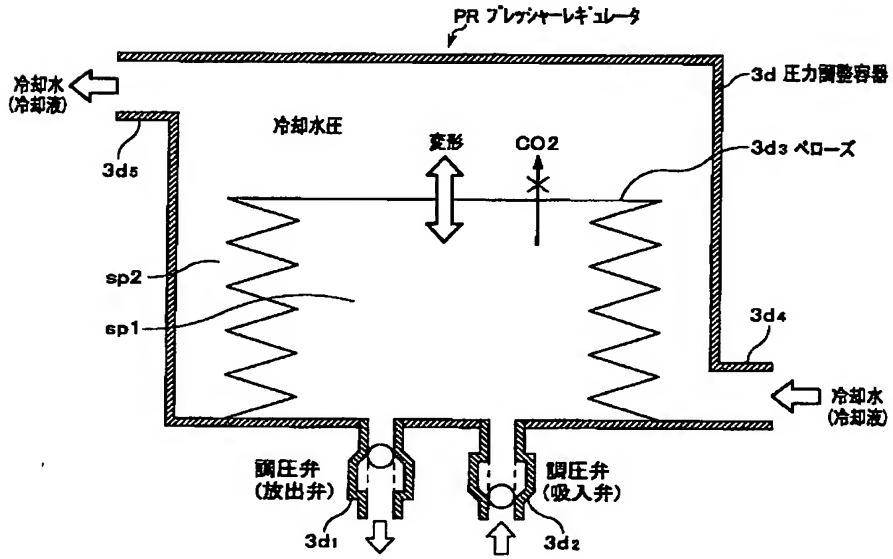 PR プレッシャーレギュレータ
冷却水
(冷却液)
3d 圧力調整容器
冷却水圧
変形
CO2
3d5
3d3 ベローズ
sp2
sp1
3d4
冷却水
(冷却液)
調圧弁
(放出弁)
調圧弁
(吸入弁)
3d1
3d2